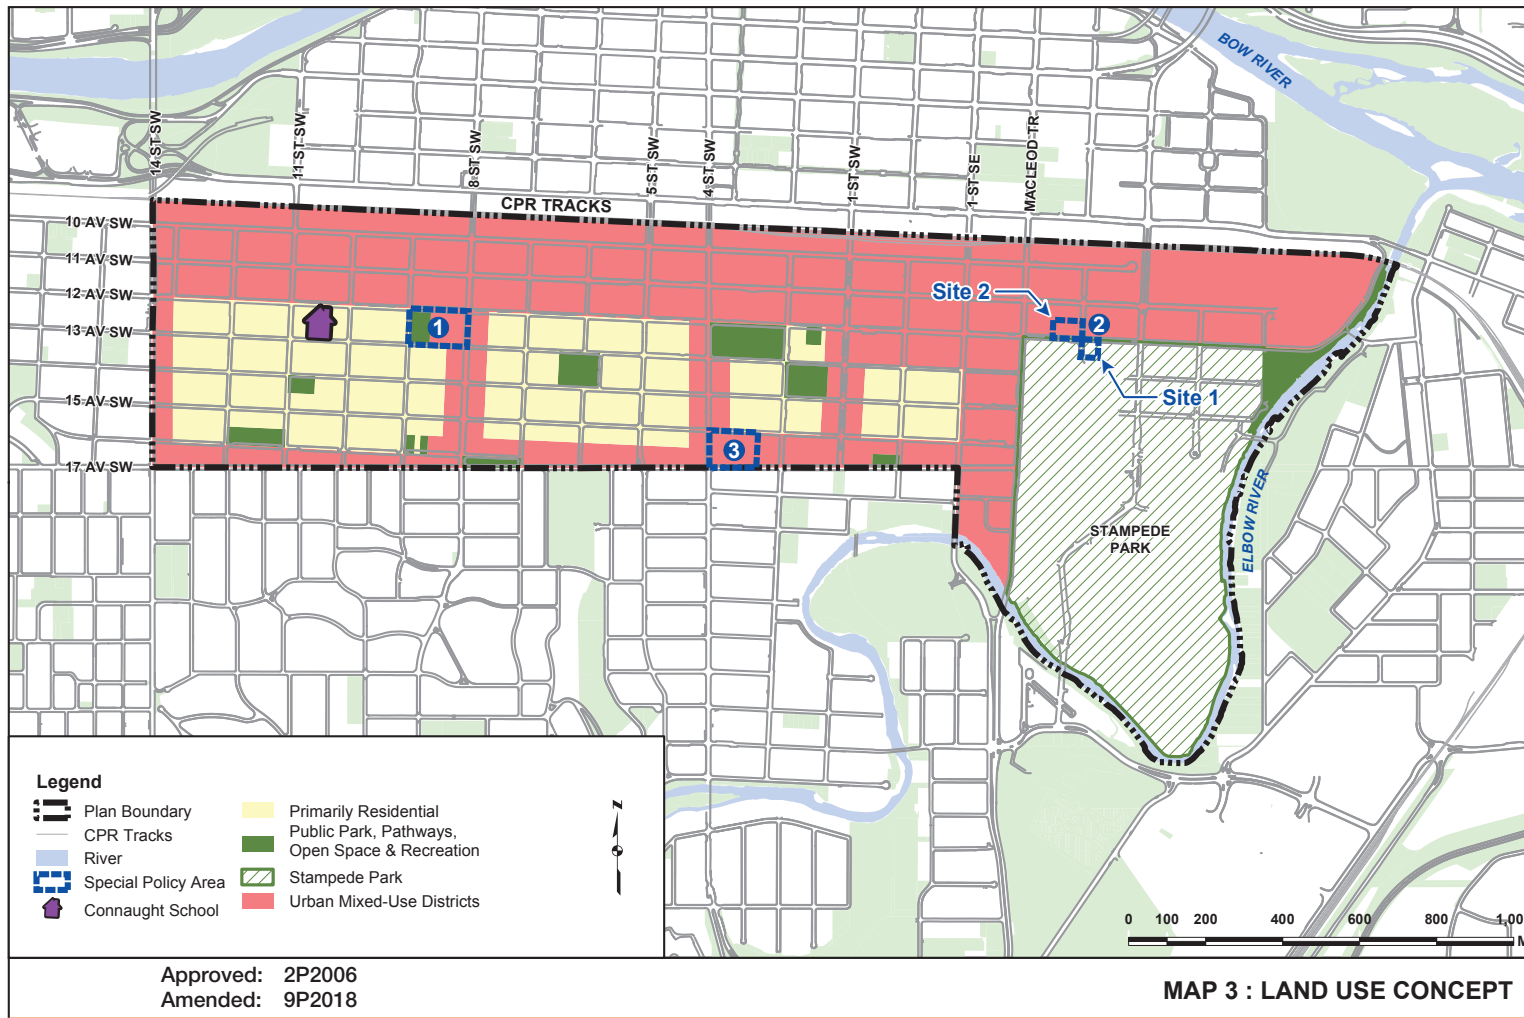 BOW RIVER
14 ST SW
11 ST SW
8 ST SW
5 ST SW
4 ST SW
1 ST SW
1 ST SE
MACLEOD TR
CPR TRACKS
10 AV SW
11 AV SW
12 AV SW
13 AV SW
15 AV SW
17 AV SW
Site 2
1
2
Site 1
3
STAMPEDE
PARK
ELBOW RIVER
Legend
Plan Boundary
CPR Tracks
River
Special Policy Area
Connaught School
Primarily Residential
Public Park, Pathways,
Open Space & Recreation
Stampede Park
Urban Mixed-Use Districts
Z
0 100 200 400 600 800 1,00
M
Approved: 2P2006
Amended: 9P2018
MAP 3 : LAND USE CONCEPT